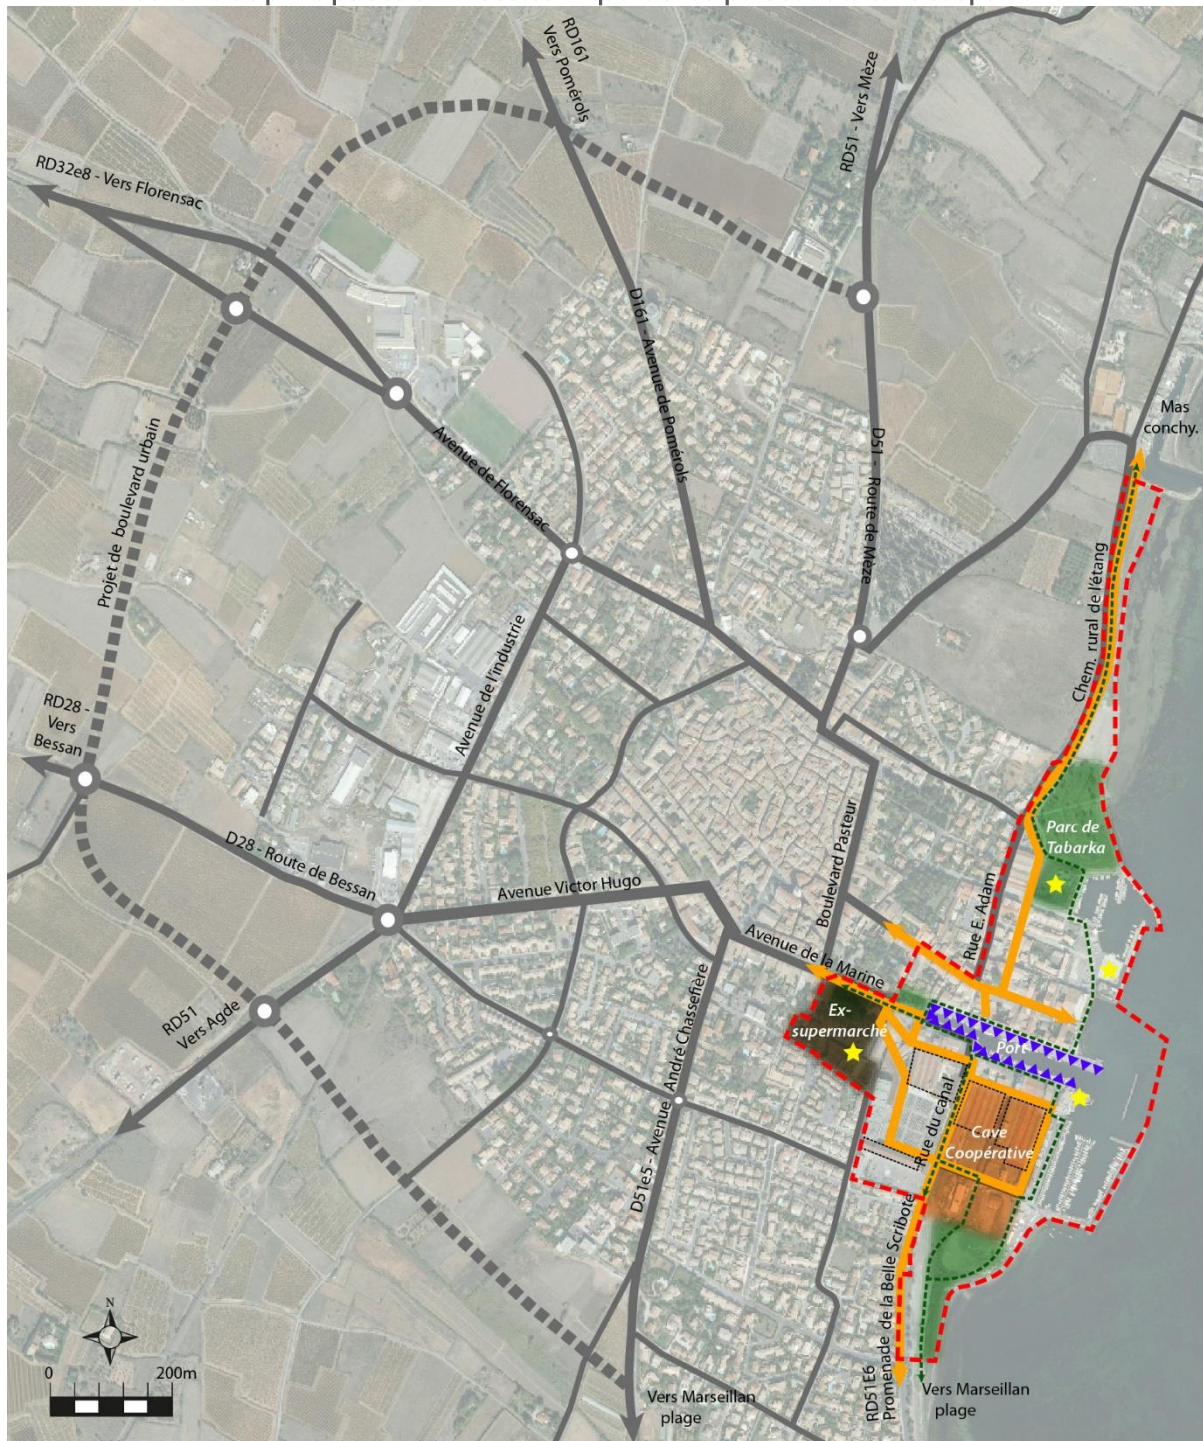 RD161
Vers Pomérols
RD51 - Vers Mèze
RD32e8 - Vers Florensac
D161 - Avenue de Pomérols
Mas
conchy.
Avenue de Florensac
D51 - Route de Mèze
Projet de boulevard urbain
Chem. rural de l'étang
Avenue de l'industrie
RD28 -
Vers
Bessan
Parc de
Tabarka
Boulevard Pasteur
D28 - Route de Bessan
Avenue Victor Hugo
Rue E. Adam
Avenue de la Marine
RD51
Vers Agde
Ex-
supermarché
Port
D51e5 - Avenue André Chassefière
Rue du canal
Cave
Coopérative
RD51E6
Promenade de la Belle Scribote
N
0 200m
Vers Marseillan
plage
Vers Marseillan
plage